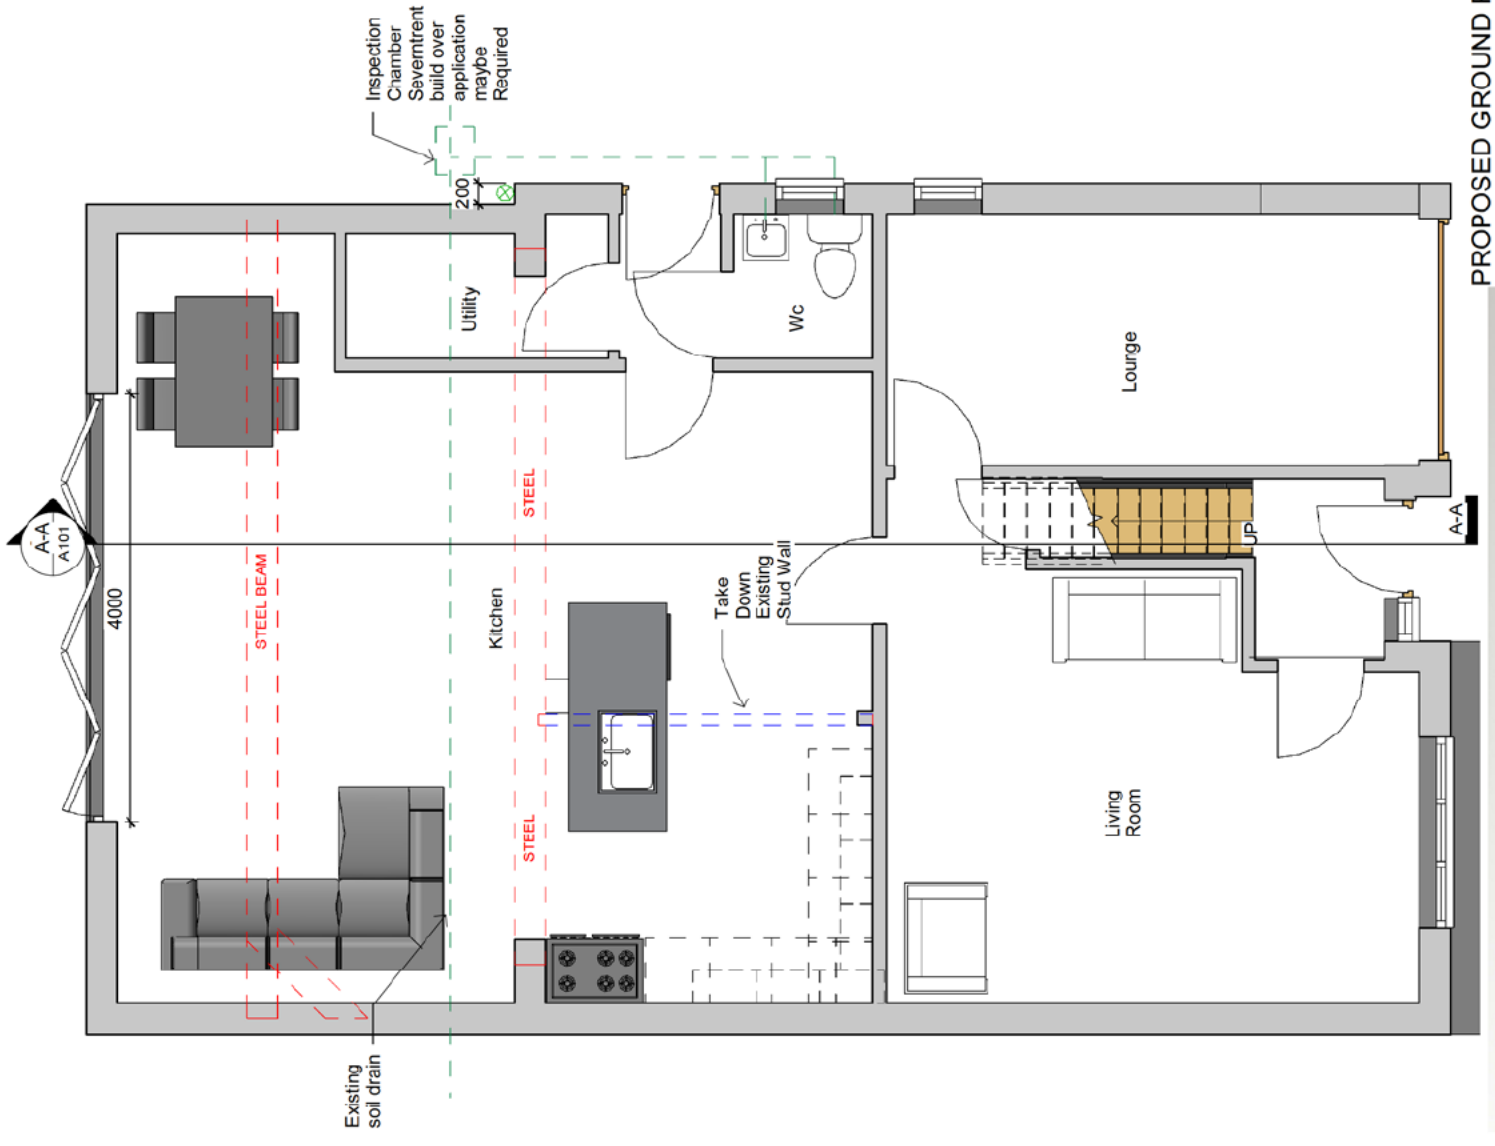 Inspection
Chamber
Severntrent
build over
application
maybe
Required
200
A-A
A101
4000
STEEL BEAM
STEEL
STEEL
Utility
Wc
Kitchen
Take
Down
Existing
Stud Wall
Lounge
UP
A-A
Living
Room
Existing
soil drain
PROPOSED GROUND